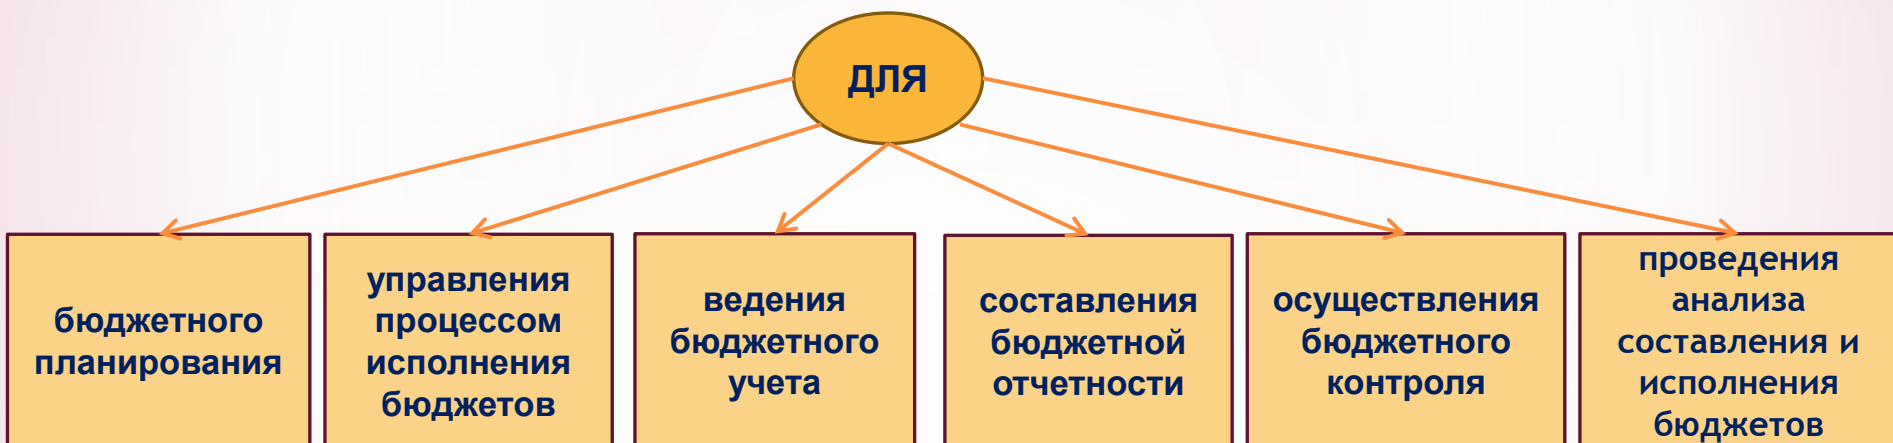 ДЛЯ
бюджетного
планирования
управления
процессом
исполнения
бюджетов
ведения
бюджетного
учета
составления
бюджетной
отчетности
осуществления
бюджетного
контроля
проведения
анализа
составления и
исполнения
бюджетов